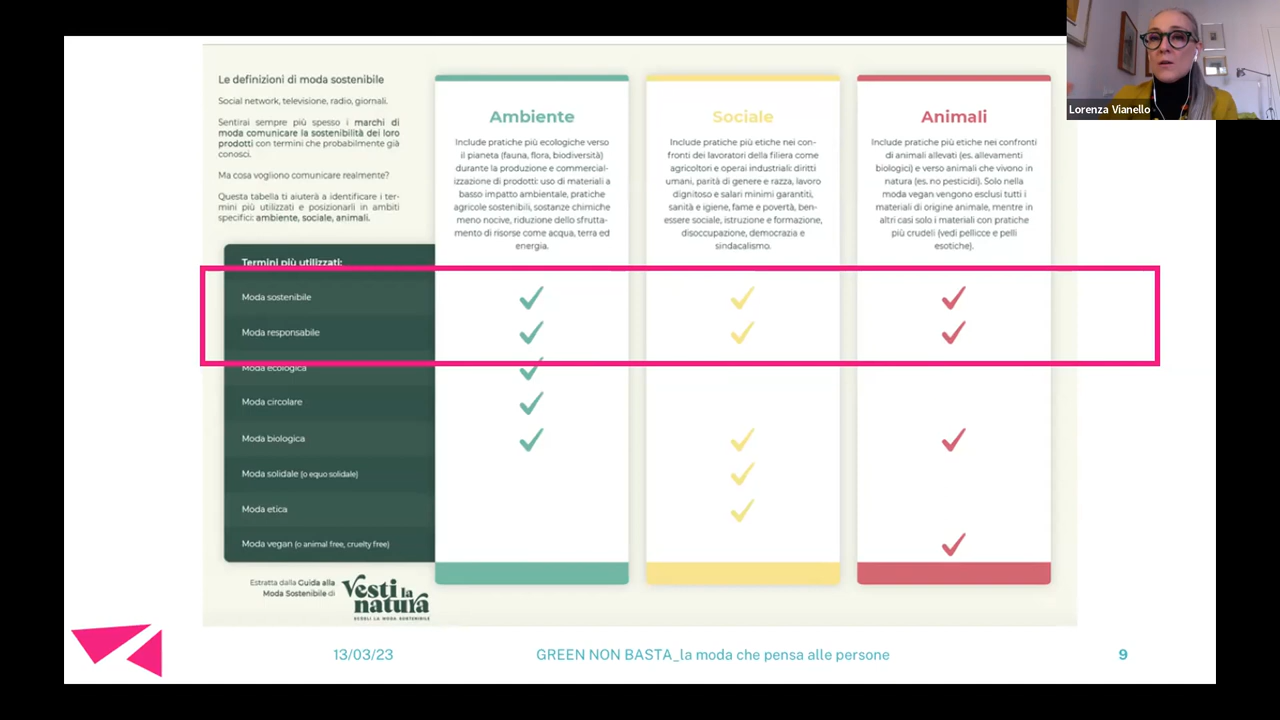 Le definizioni di moda sostenibile
Social network, televisione, radio, giornali.
Sentirai sempre più spesso i marchi di
moda comunicare la sostenibilità dei loro
prodotti con termini che probabilmente già
conosci.
Ma cosa vogliono comunicare realmente?
Questa tabella ti aiuterà a identificare i ter-
mini più utilizzati e posizionarli in ambiti
specifici: ambiente, sociale, animali.
Ambiente
Include pratiche più ecologiche verso
il pianeta (fauna, flora, biodiversità)
durante la produzione e commercial-
izzazione di prodotti: uso di materiali a
basso impatto ambientale, pratiche
agricole sostenibili, sostanze chimiche
meno nocive, riduzione dello sfrutta-
mento di risorse come acqua, terra ed
energia.
Sociale
Include pratiche più etiche nei con-
fronti dei lavoratori della filiera come
agricoltori e operai industriali: diritti
umani, parità di genere e razza, lavoro
dignitoso e salari minimi garantiti,
sanità e igiene, fame e povertà, ben-
essere sociale, istruzione e formazione,
disoccupazione, democrazia e
sindacalismo.
Animali
Include pratiche più etiche nei confronti
di animali allevati (es. allevamenti
biologici) e verso animali che vivono in
natura (es. no pesticidi). Solo nella
moda vegan vengono esclusi tutti i
materiali di origine animale, mentre in
altri casi solo i materiali con pratiche
più crudeli (vedi pellicce e pelli
esotiche).
Lorenza Vianello
Termini più utilizzati:
Moda sostenibile
Moda responsabile
Moda ecologica
Moda circolare
Moda biologica
Moda solidale (o equo solidale)
Moda etica
Moda vegan (o animal free, cruelty free)
Estratta dalla Guida alla
Moda Sostenibile di
Vesti la
natura
SCEGLI LA MODA SOSTENIBILE
13/03/23
GREEN NON BASTA_la moda che pensa alle persone
9